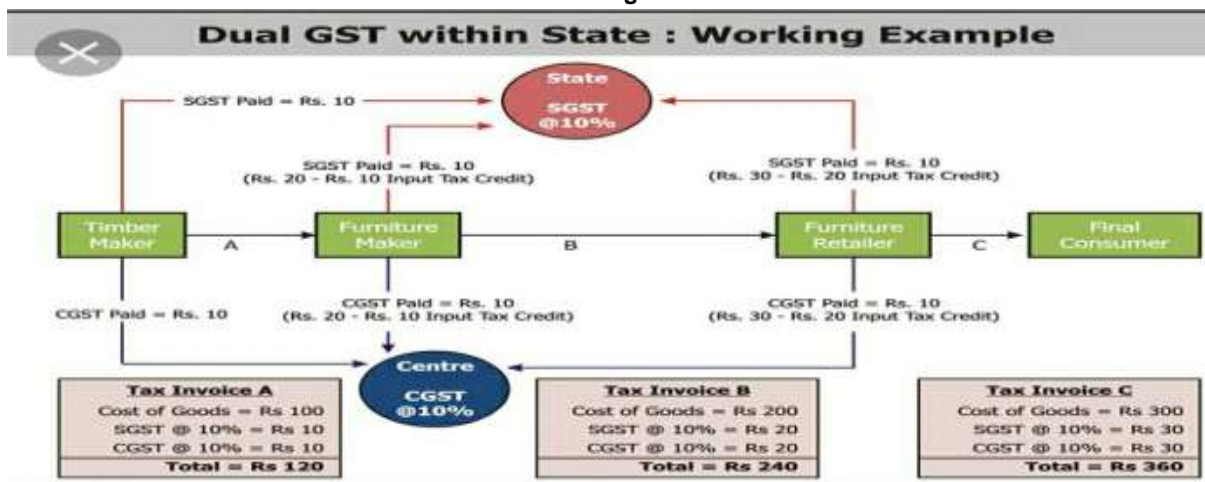 Dual GST within State : Working Example
State
SGST
@10%
SGST Paid = Rs. 10
SGST Paid = Rs. 10
(Rs. 20 - Rs. 10 Input Tax Credit)
SGST Paid = Rs. 10
(Rs. 30 - Rs. 20 Input Tax Credit)
Timber
Maker
A
Furniture
Maker
B
Furniture
Retailer
C
Final
Consumer
CGST Paid = Rs. 10
CGST Paid = Rs. 10
(Rs. 20 - Rs. 10 Input Tax Credit)
CGST Paid = Rs. 10
(Rs. 30 - Rs. 20 Input Tax Credit)
Centre
CGST
@10%
Tax Invoice A
Cost of Goods = Rs 100
SGST @ 10% = Rs 10
CGST @ 10% = Rs 10
Total = Rs 120
Tax Invoice B
Cost of Goods = Rs 200
SGST @ 10% = Rs 20
CGST @ 10% = Rs 20
Total = Rs 240
Tax Invoice C
Cost of Goods = Rs 300
SGST @ 10% = Rs 30
CGST @ 10% = Rs 30
Total = Rs 360